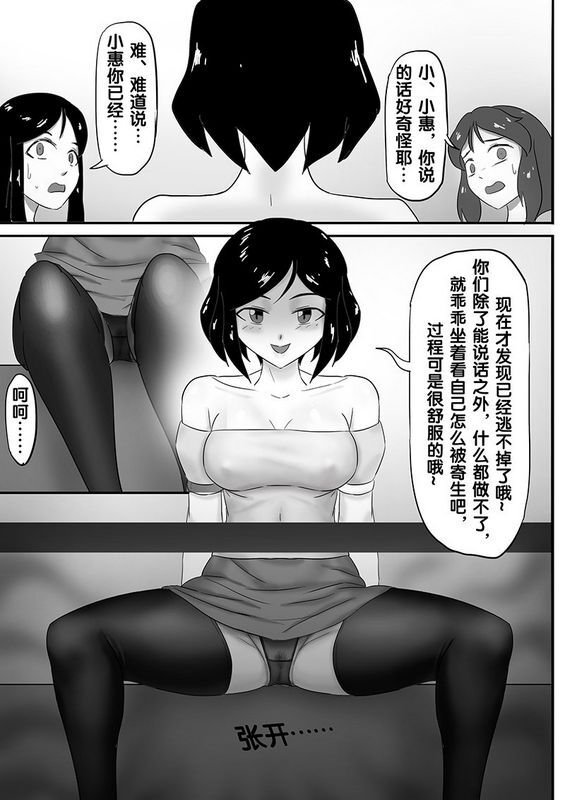 小、小惠，你说
的话好奇怪耶…
难、难道说…
小惠你已经……
呵呵……
现在才发现已经逃不掉了哦~
你们除了能说话之外，什么都做不了，
就乖乖坐着看自己怎么被寄生吧，
过程可是很舒服的哦~
张开……